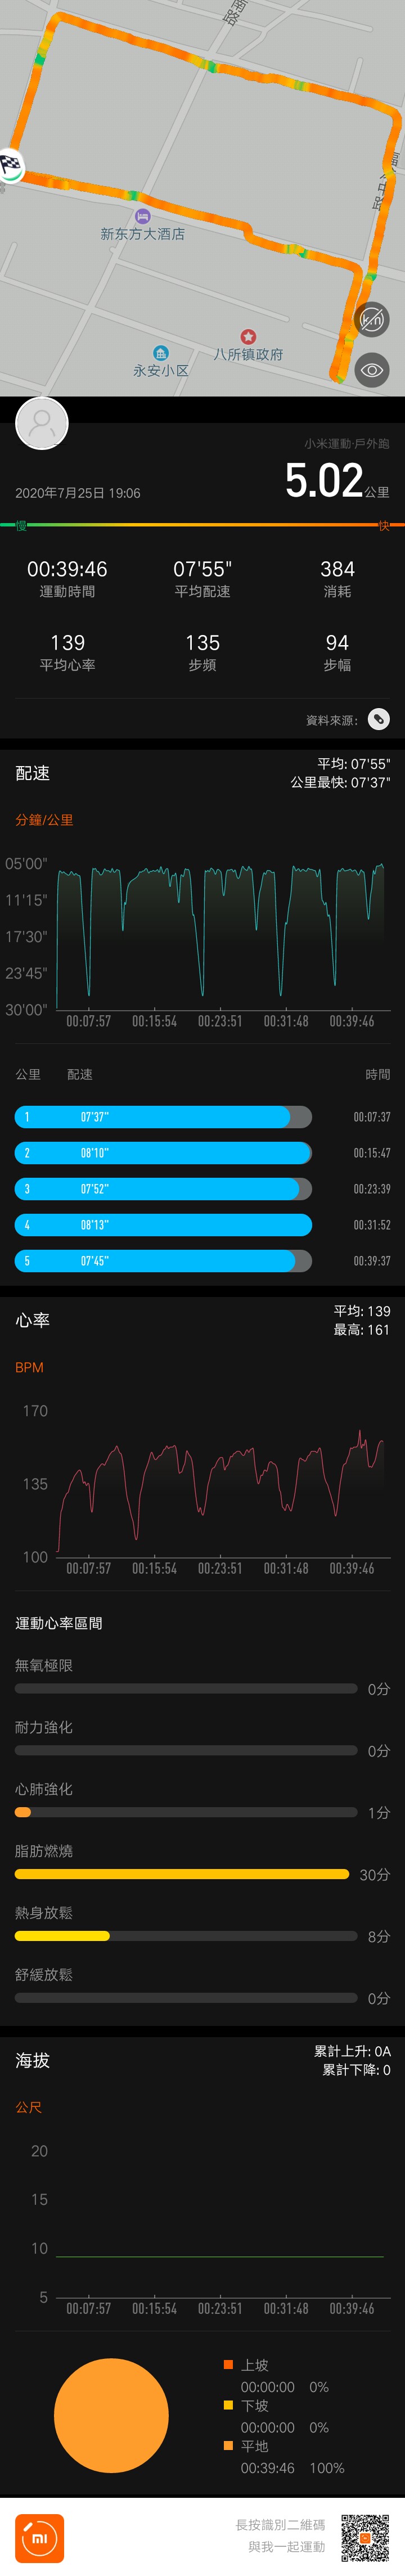 新东方大酒店
八所镇政府
永安小区
小米運動·戶外跑
2020年7月25日 19:06
5.02公里
慢 快
00:39:46 07'55" 384
運動時間 平均配速 消耗
139 135 94
平均心率 步頻 步幅
資料來源：
配速
平均: 07'55"
公里最快: 07'37"
分鐘/公里
05'00"
11'15"
17'30"
23'45"
30'00"
00:07:57 00:15:54 00:23:51 00:31:48 00:39:46
公里 配速 時間
1 07'37" 00:07:37
2 08'10" 00:15:47
3 07'52" 00:23:39
4 08'13" 00:31:52
5 07'45" 00:39:37
心率
平均: 139
最高: 161
BPM
170
135
100
00:07:57 00:15:54 00:23:51 00:31:48 00:39:46
運動心率區間
無氧極限
0分
耐力強化
0分
心肺強化
1分
脂肪燃燒
30分
熱身放鬆
8分
舒緩放鬆
0分
海拔
累計上升: 0A
累計下降: 0
公尺
20
15
10
5
00:07:57 00:15:54 00:23:51 00:31:48 00:39:46
上坡
00:00:00 0%
下坡
00:00:00 0%
平地
00:39:46 100%
長按識別二維碼
與我一起運動